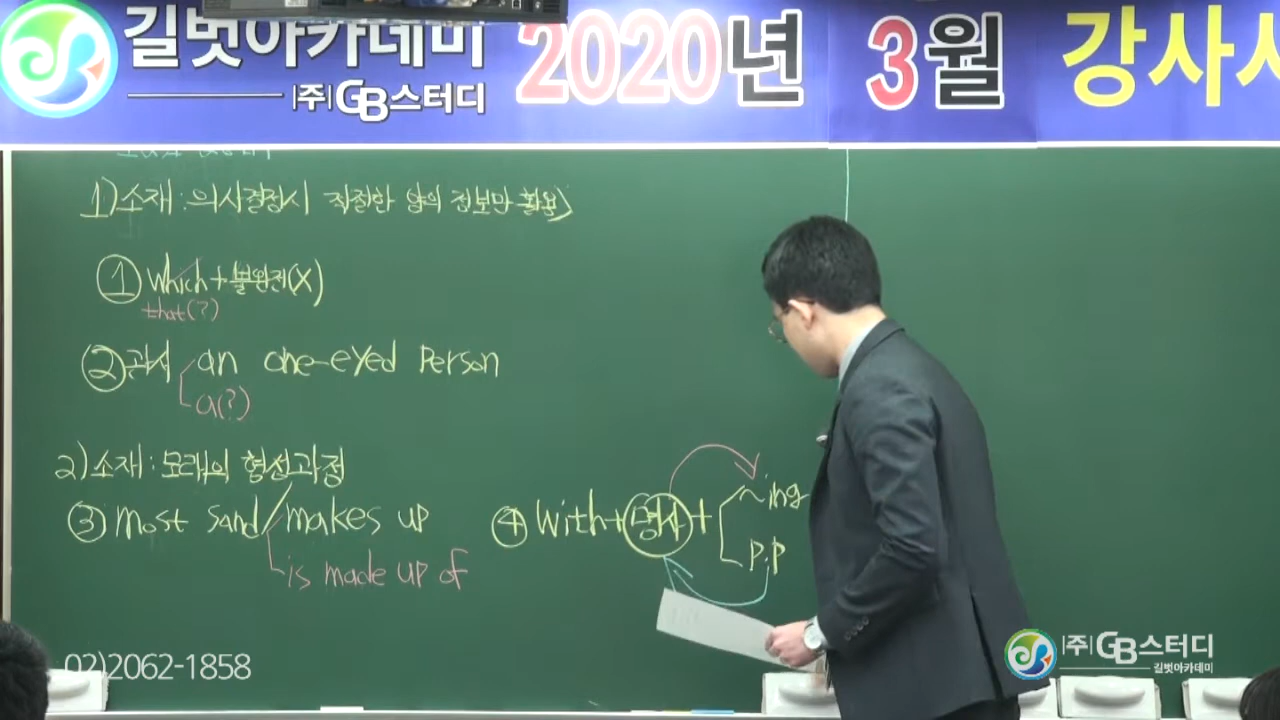 길벗아카데미
㈜GB스터디
2020년 3월 강사
1) 소재 : 의사결정시 적절한 양의 정보만 활용)
① Which + 불완전(X)
that(?)
② 관사 an one-eyed person
a(?)
2) 소재 : 모래의 형성과정
③ most sand/makes up
is made up of
④ With + 명사 + ~ing
P.P
02)2062-1858
㈜GB스터디
길벗아카데미